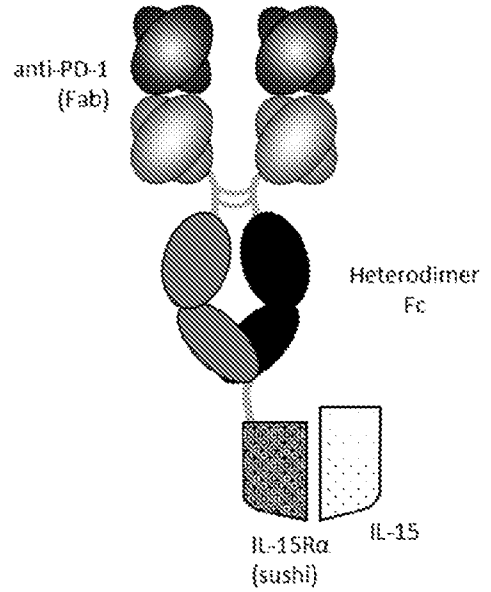 anti-PD-1
(Fab)
Heterodimer
Fc
IL-15Rα
(sushi)
IL-15